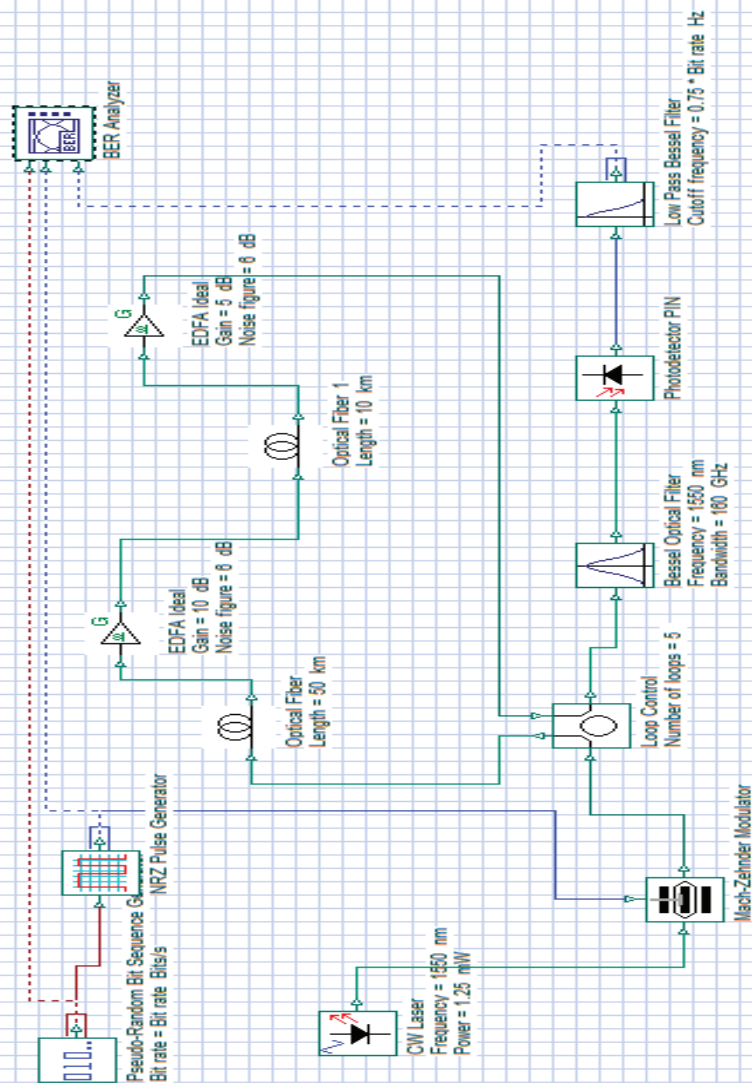 Pseudo-Random Bit Sequence Generator
Bit rate = Bit rate Bits/s
NRZ Pulse Generator
BER Analyzer
BER
010..
CW Laser
Frequency = 1550 nm
Power = 1.25 mW
Mach-Zehnder Modulator
Optical Fiber
Length = 50 km
G
EDFA Ideal
Gain = 10 dB
Noise figure = 6 dB
Optical Fiber 1
Length = 10 km
G
EDFA Ideal
Gain = 5 dB
Noise figure = 6 dB
Loop Control
Number of loops = 5
Bessel Optical Filter
Frequency = 1550 nm
Bandwidth = 160 GHz
Photodetector PIN
Low Pass Bessel Filter
Cutoff frequency = 0.75 * Bit rate Hz